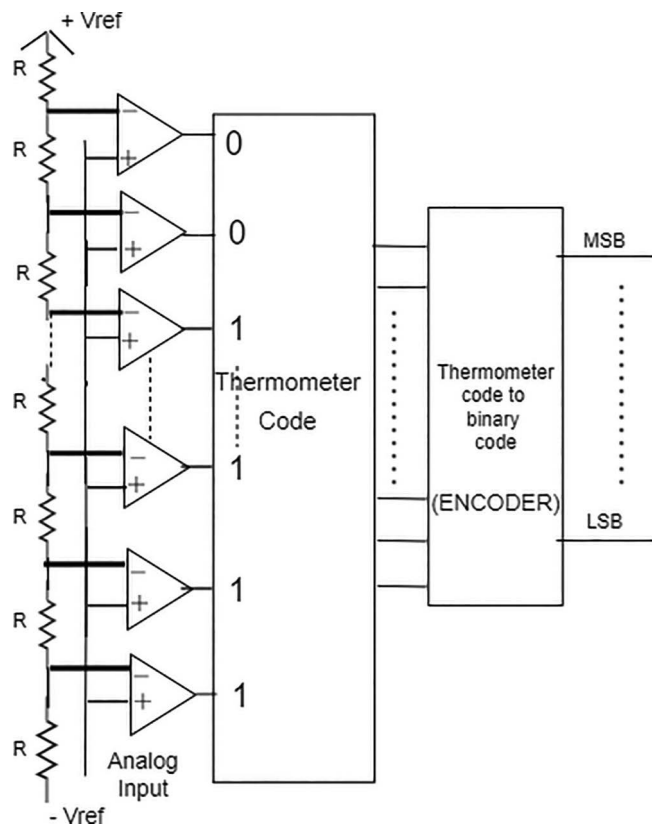 + Vref
R
−
R
0
+
−
0
MSB
+
R
−
1
+
Thermometer
Code
Thermometer
code to
binary
code
R
−
1
+
(ENCODER)
R
LSB
−
1
+
R
−
1
+
R
Analog
Input
- Vref